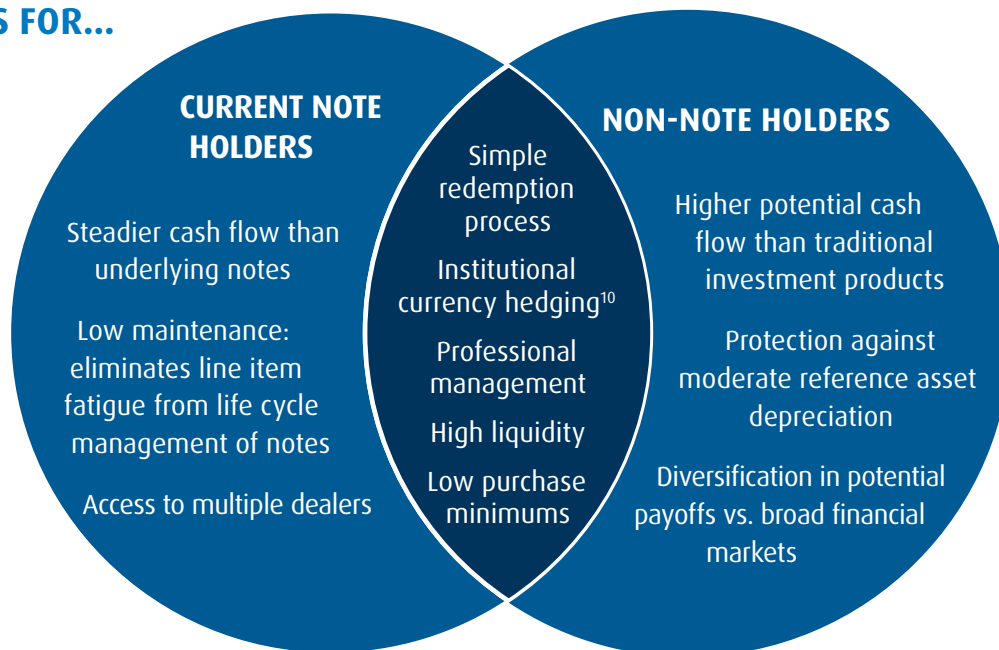 S FOR...
CURRENT NOTE
HOLDERS
Steadier cash flow than
underlying notes
Low maintenance:
eliminates line item
fatigue from life cycle
management of notes
Access to multiple dealers
Simple
redemption
process
Institutional
currency hedging¹⁰
Professional
management
High liquidity
Low purchase
minimums
NON-NOTE HOLDERS
Higher potential cash
flow than traditional
investment products
Protection against
moderate reference asset
depreciation
Diversification in potential
payoffs vs. broad financial
markets